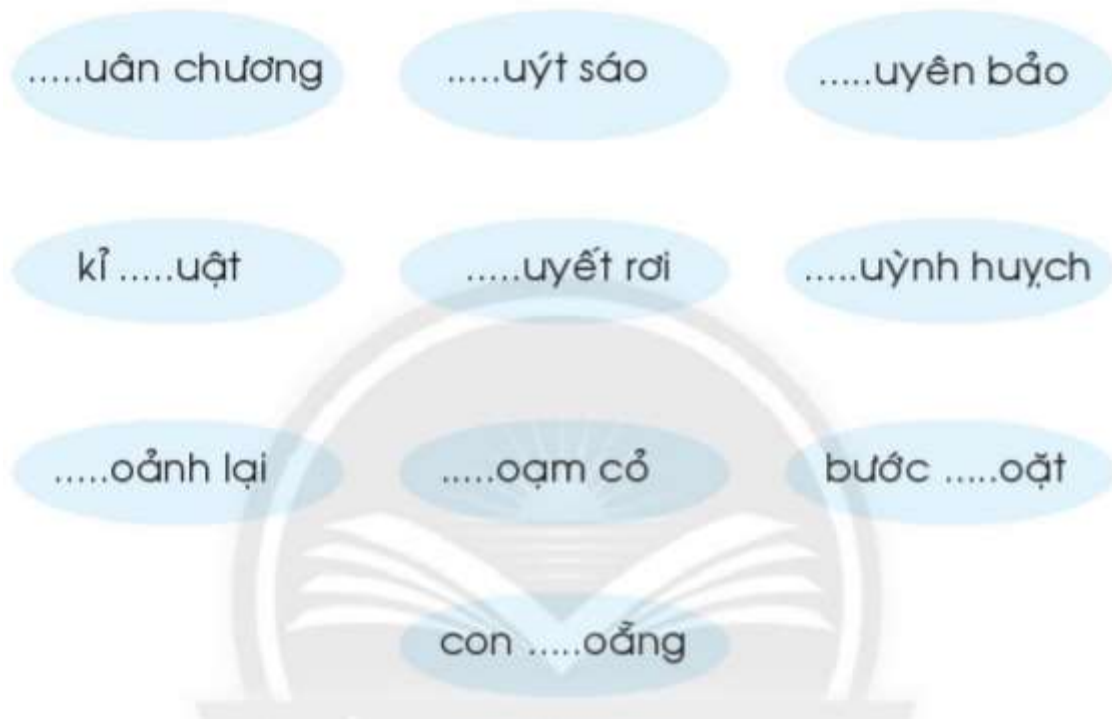 .....uân chương
.....uýt sáo
.....uyên bảo
kỉ .....uật
.....uyết rơi
.....uỳnh huỵch
.....oảnh lại
.....oạm cỏ
bước .....oặt
con .....oẵng